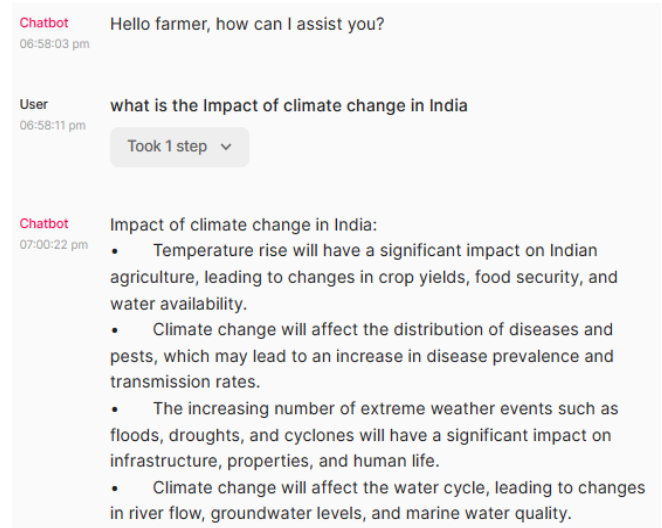 Chatbot
Hello farmer, how can I assist you?
06:58:03 pm
User
what is the Impact of climate change in India
06:58:11 pm
Took 1 step
Chatbot
Impact of climate change in India:
07:00:22 pm
• Temperature rise will have a significant impact on Indian
agriculture, leading to changes in crop yields, food security, and
water availability.
• Climate change will affect the distribution of diseases and
pests, which may lead to an increase in disease prevalence and
transmission rates.
• The increasing number of extreme weather events such as
floods, droughts, and cyclones will have a significant impact on
infrastructure, properties, and human life.
• Climate change will affect the water cycle, leading to changes
in river flow, groundwater levels, and marine water quality.